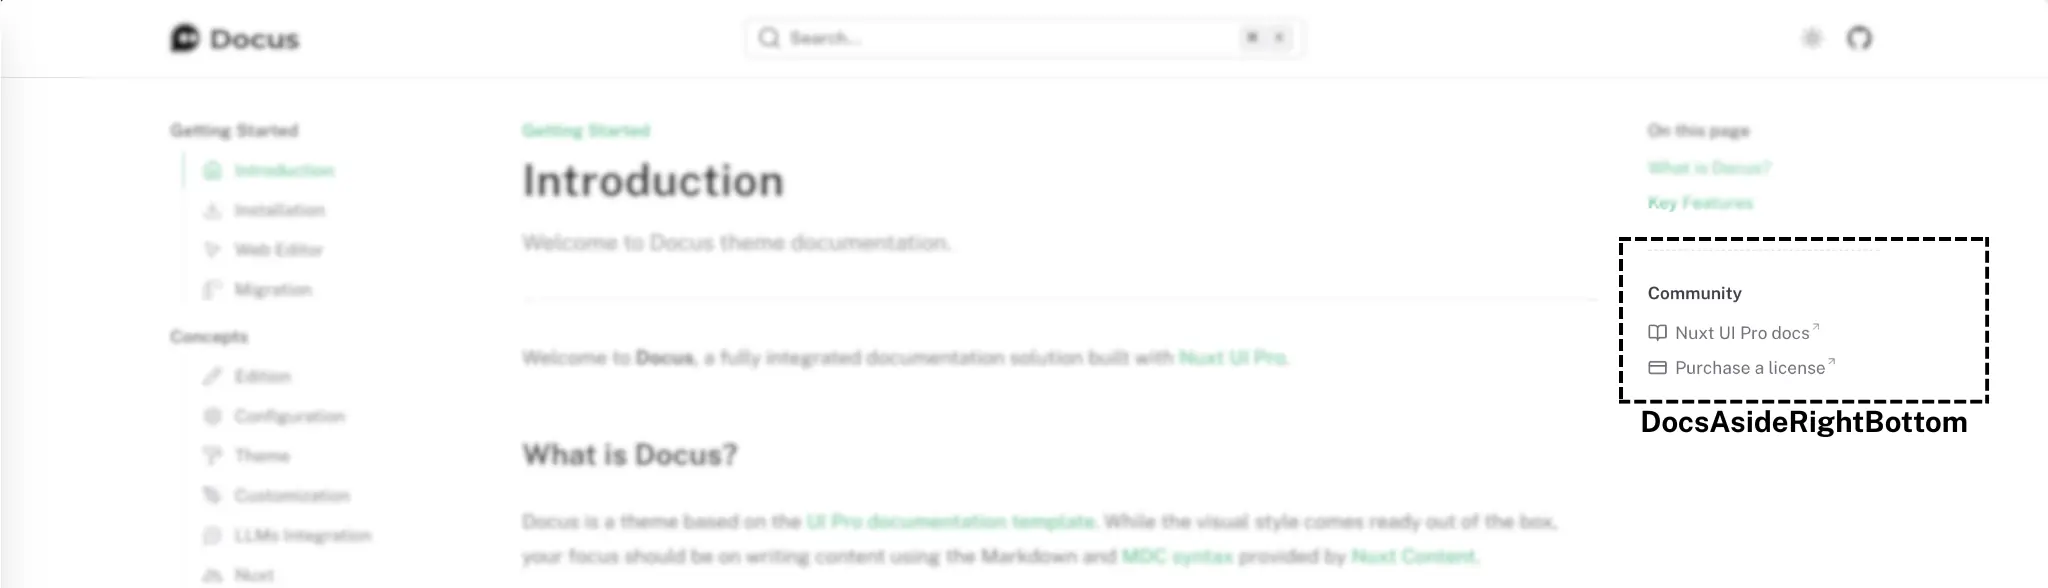 Docus
Search...
Getting Started
Introduction
Installation
Web Editor
Migration
Concepts
Edition
Configuration
Theme
Customization
LLMs Integration
Nuxt
Getting Started
Introduction
Welcome to Docus theme documentation.
Welcome to Docus, a fully integrated documentation solution built with Nuxt UI Pro.
What is Docus?
Docus is a theme based on the UI Pro documentation template. While the visual style comes ready out of the box,
your focus should be on writing content using the Markdown and MDC syntax provided by Nuxt Content.
On this page
What is Docus?
Key Features
Community
Nuxt UI Pro docs
Purchase a license
DocsAsideRightBottom